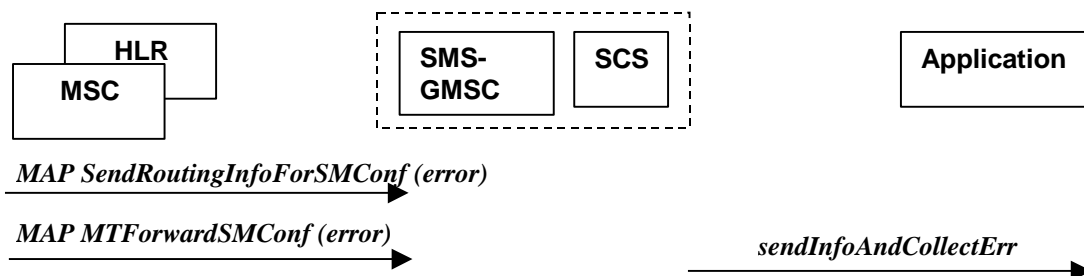 HLR
MSC
SMS-
GMSC
SCS
Application
MAP SendRoutingInfoForSMConf (error)
MAP MTForwardSMConf (error)
sendInfoAndCollectErr